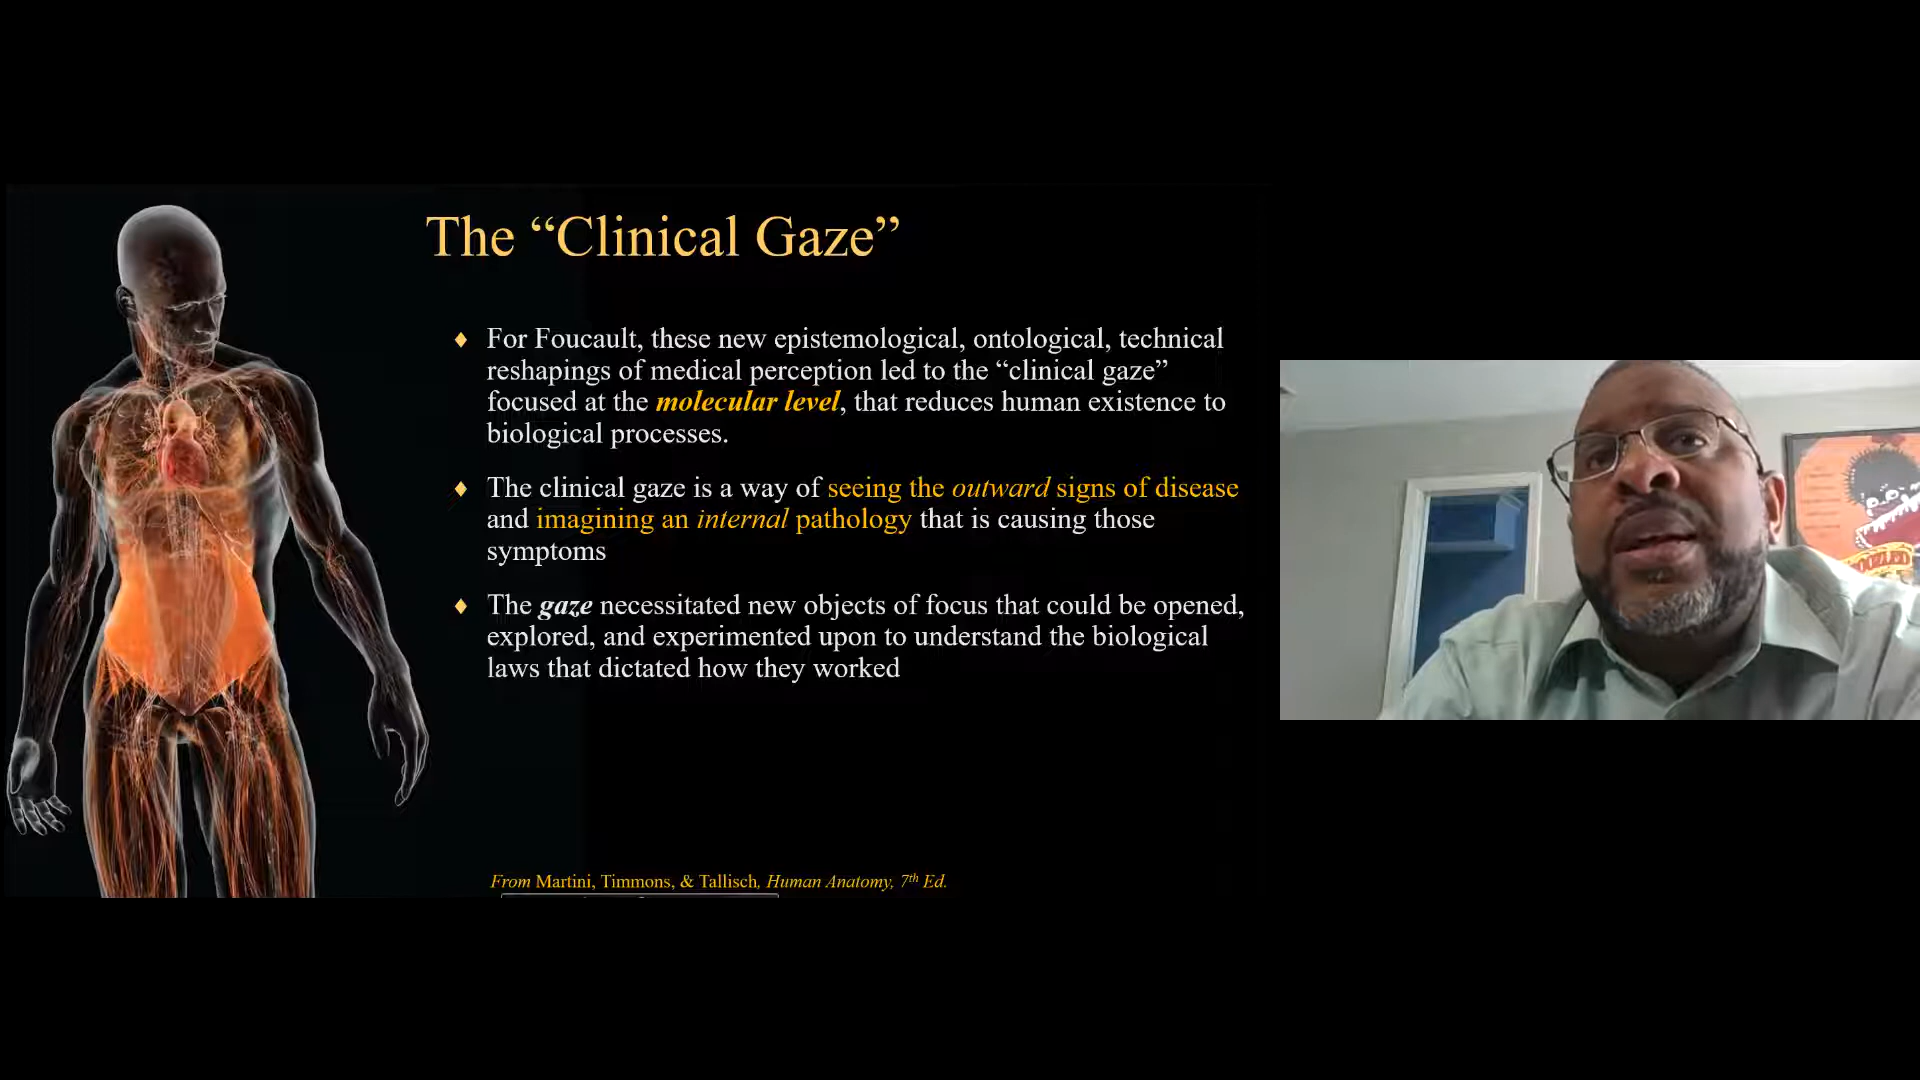 The “Clinical Gaze”
♦ For Foucault, these new epistemological, ontological, technical
reshapings of medical perception led to the “clinical gaze”
focused at the molecular level, that reduces human existence to
biological processes.
♦ The clinical gaze is a way of seeing the outward signs of disease
and imagining an internal pathology that is causing those
symptoms
♦ The gaze necessitated new objects of focus that could be opened,
explored, and experimented upon to understand the biological
laws that dictated how they worked
From Martini, Timmons, & Tallisch, Human Anatomy, 7th Ed.